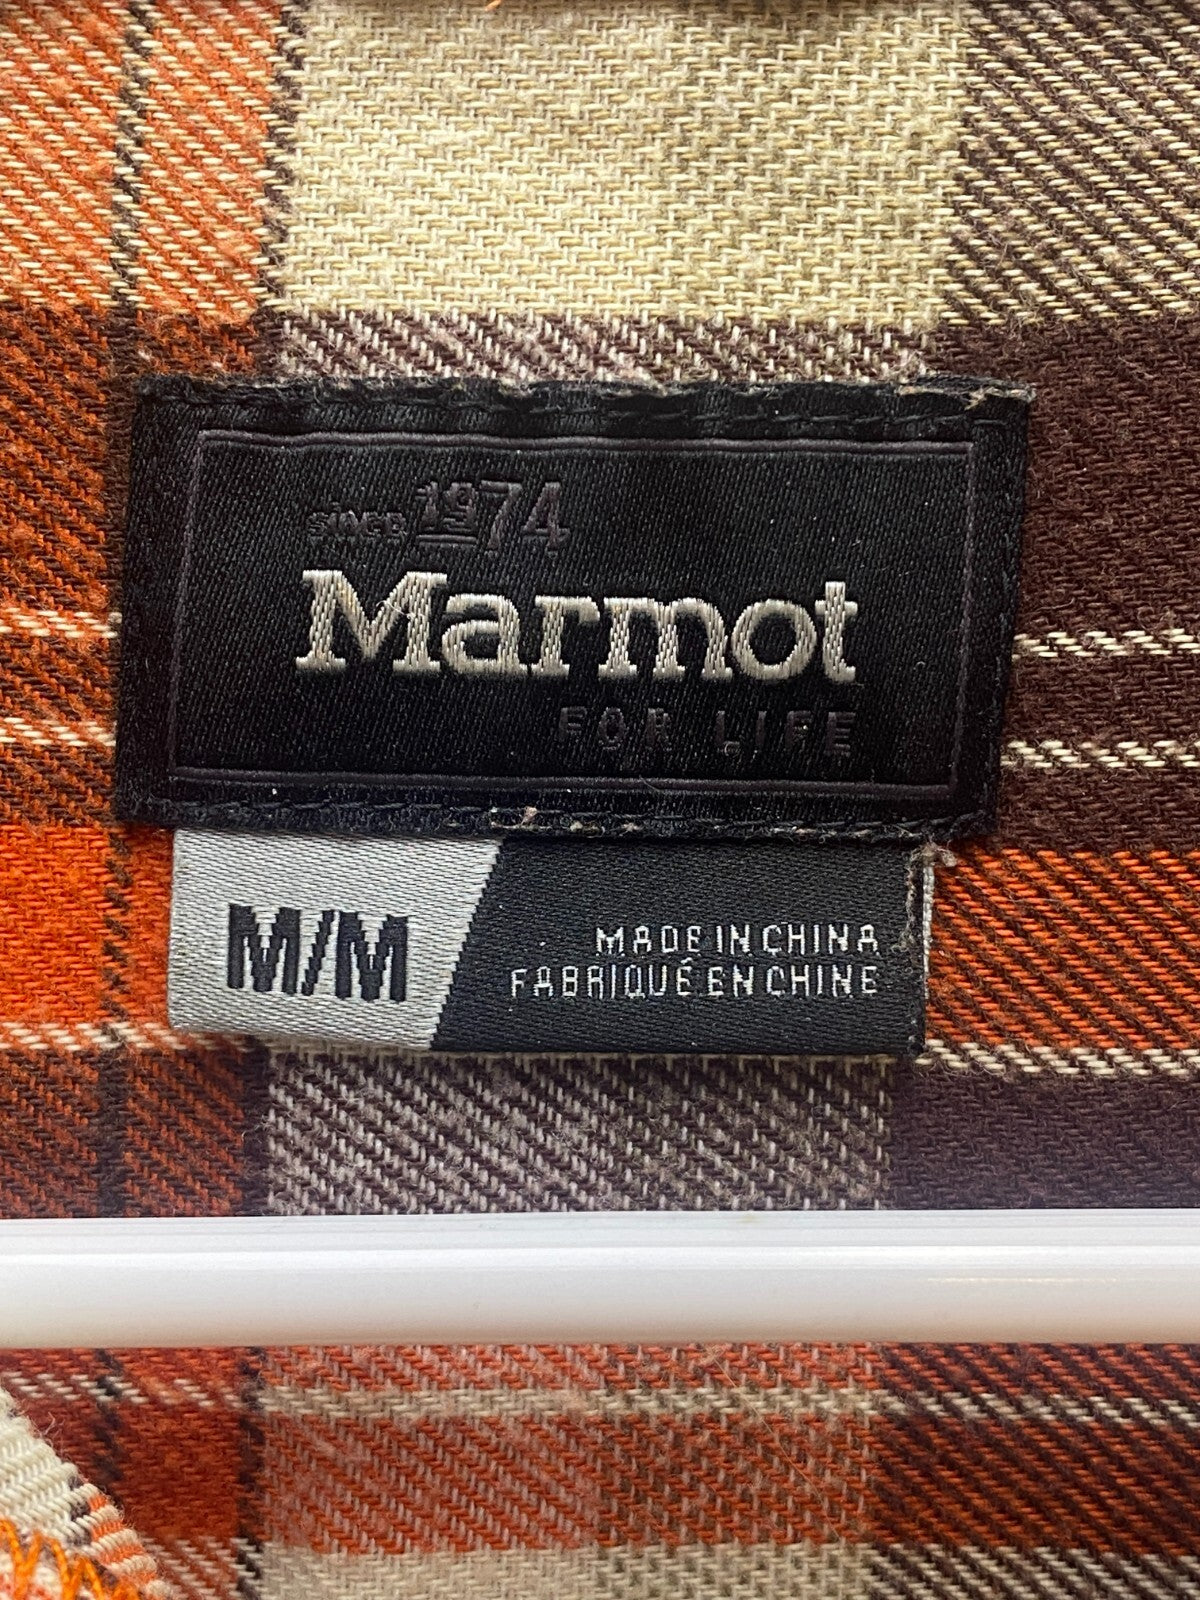 SINCE 1974
Marmot
FOR LIFE
M/M
MADE IN CHINA
FABRIQUÉ EN CHINE